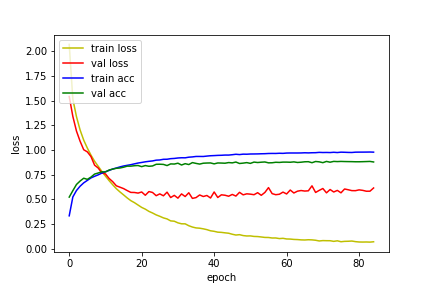 2.00
1.75
1.50
1.25
1.00
0.75
0.50
0.25
0.00
loss
train loss
val loss
train acc
val acc
0 20 40 60 80
epoch